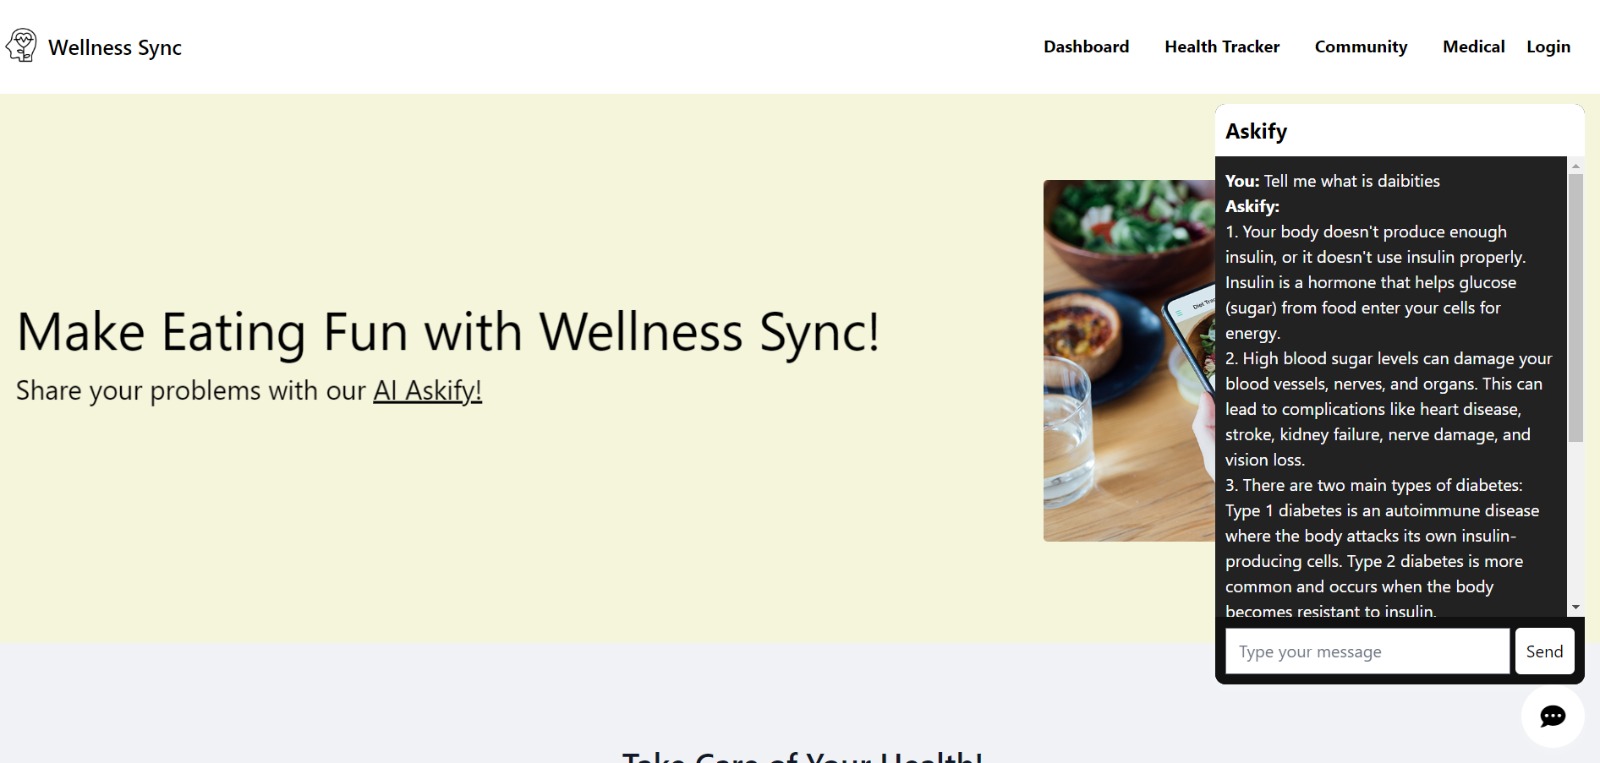 Wellness Sync
Dashboard Health Tracker Community Medical Login
Make Eating Fun with Wellness Sync!
Share your problems with our AI Askify!
Askify
You: Tell me what is daibities
Askify:
1. Your body doesn't produce enough
insulin, or it doesn't use insulin properly.
Insulin is a hormone that helps glucose
(sugar) from food enter your cells for
energy.
2. High blood sugar levels can damage your
blood vessels, nerves, and organs. This can
lead to complications like heart disease,
stroke, kidney failure, nerve damage, and
vision loss.
3. There are two main types of diabetes:
Type 1 diabetes is an autoimmune disease
where the body attacks its own insulin-
producing cells. Type 2 diabetes is more
common and occurs when the body
becomes resistant to insulin.
Type your message
Send
Take Care of Your Health!